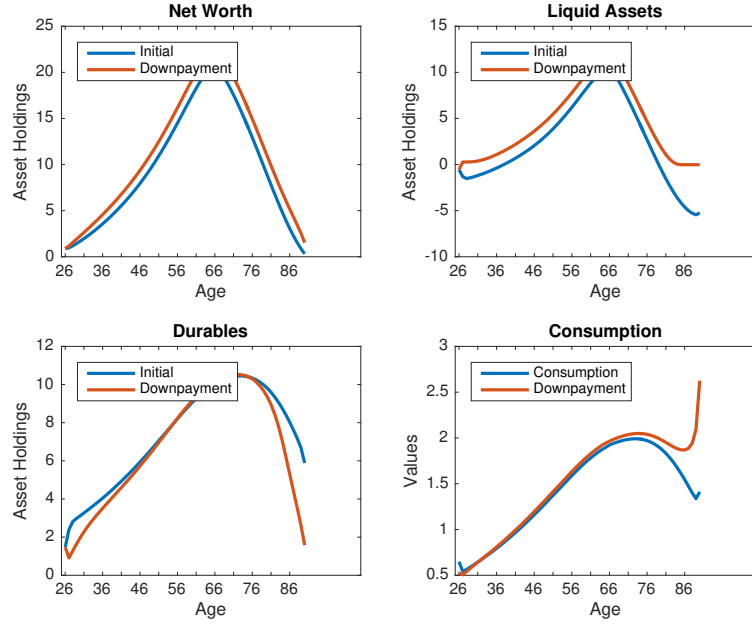 Net Worth
Initial
Downpayment
Asset Holdings
25
20
15
10
5
0
26 36 46 56 66 76 86
Age
Liquid Assets
Initial
Downpayment
Asset Holdings
15
10
5
0
-5
-10
26 36 46 56 66 76 86
Age
Durables
Initial
Downpayment
Asset Holdings
12
10
8
6
4
2
0
26 36 46 56 66 76 86
Age
Consumption
Consumption
Downpayment
Values
3
2.5
2
1.5
1
0.5
26 36 46 56 66 76 86
Age